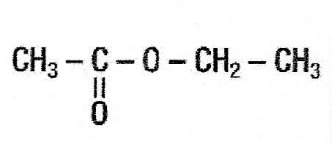 CH₃ – C – O – CH₂ – CH₃
O